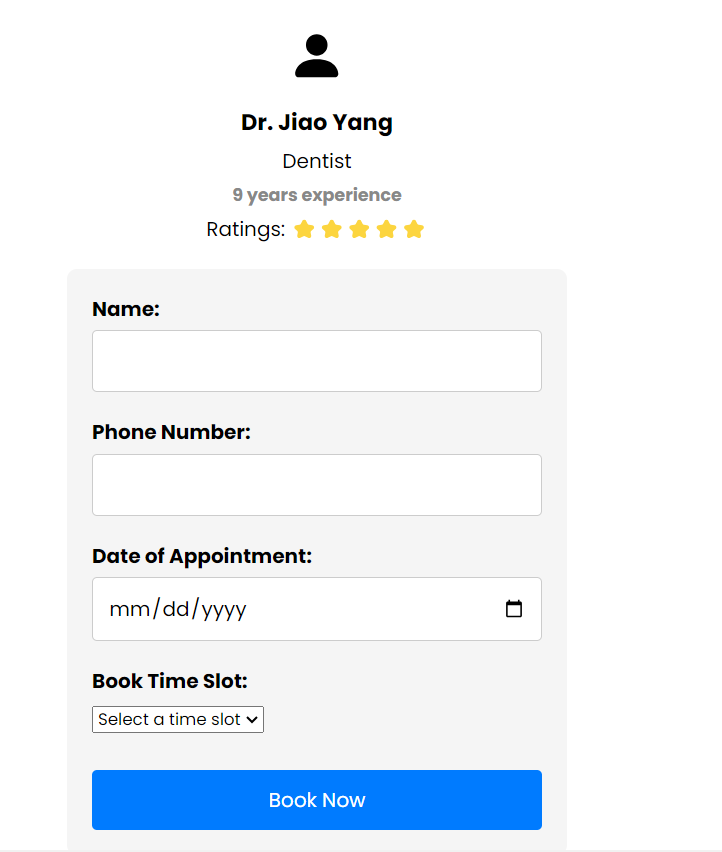 Dr. Jiao Yang
Dentist
9 years experience
Ratings:
Name:
Phone Number:
Date of Appointment:
mm/dd/yyyy
Book Time Slot:
Select a time slot
Book Now